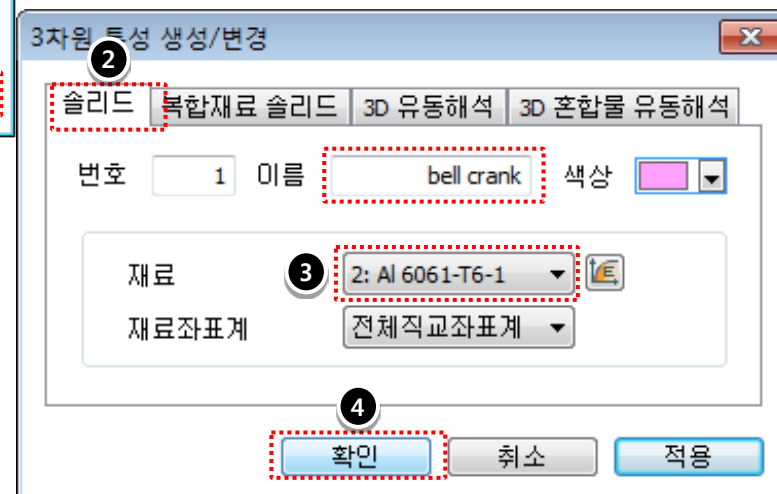 3차원 특성 생성/변경
2
솔리드 복합재료 솔리드 3D 유동해석 3D 혼합물 유동해석
번호 1 이름 bell crank 색상
재료 3 2: Al 6061-T6-1
재료좌표계 전체직교좌표계
4
확인 취소 적용